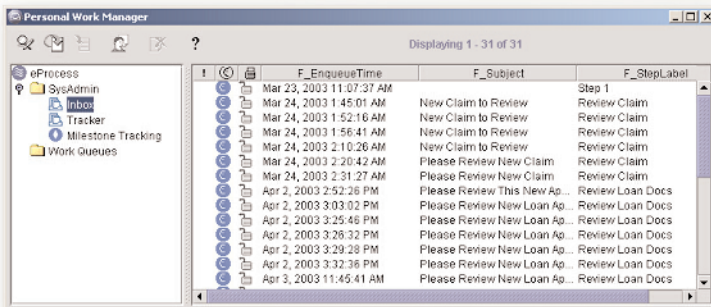 Personal Work Manager
?
Displaying 1 - 31 of 31
eProcess
SysAdmin
Inbox
Tracker
Milestone Tracking
Work Queues
! F_EnqueueTime F_Subject F_StepLabel
Mar 23, 2003 11:07:37 AM Step 1
Mar 24, 2003 1:45:01 AM New Claim to Review Review Claim
Mar 24, 2003 1:52:16 AM New Claim to Review Review Claim
Mar 24, 2003 1:56:41 AM New Claim to Review Review Claim
Mar 24, 2003 2:10:26 AM New Claim to Review Review Claim
Mar 24, 2003 2:20:42 AM Please Review New Claim Review Claim
Mar 24, 2003 2:31:27 AM Please Review New Claim Review Claim
Apr 2, 2003 2:52:26 PM Please Review This New Ap... Review Loan Docs
Apr 2, 2003 3:03:02 PM Please Review New Loan Ap... Review Loan Docs
Apr 2, 2003 3:25:46 PM Please Review New Loan Ap... Review Loan Docs
Apr 2, 2003 3:26:32 PM Please Review New Loan Ap... Review Loan Docs
Apr 2, 2003 3:29:28 PM Please Review New Loan Ap... Review Loan Docs
Apr 2, 2003 3:32:36 PM Please Review New Loan Ap... Review Loan Docs
Apr 3, 2003 11:45:41 AM Please Review New Loan Ap... Review Loan Docs